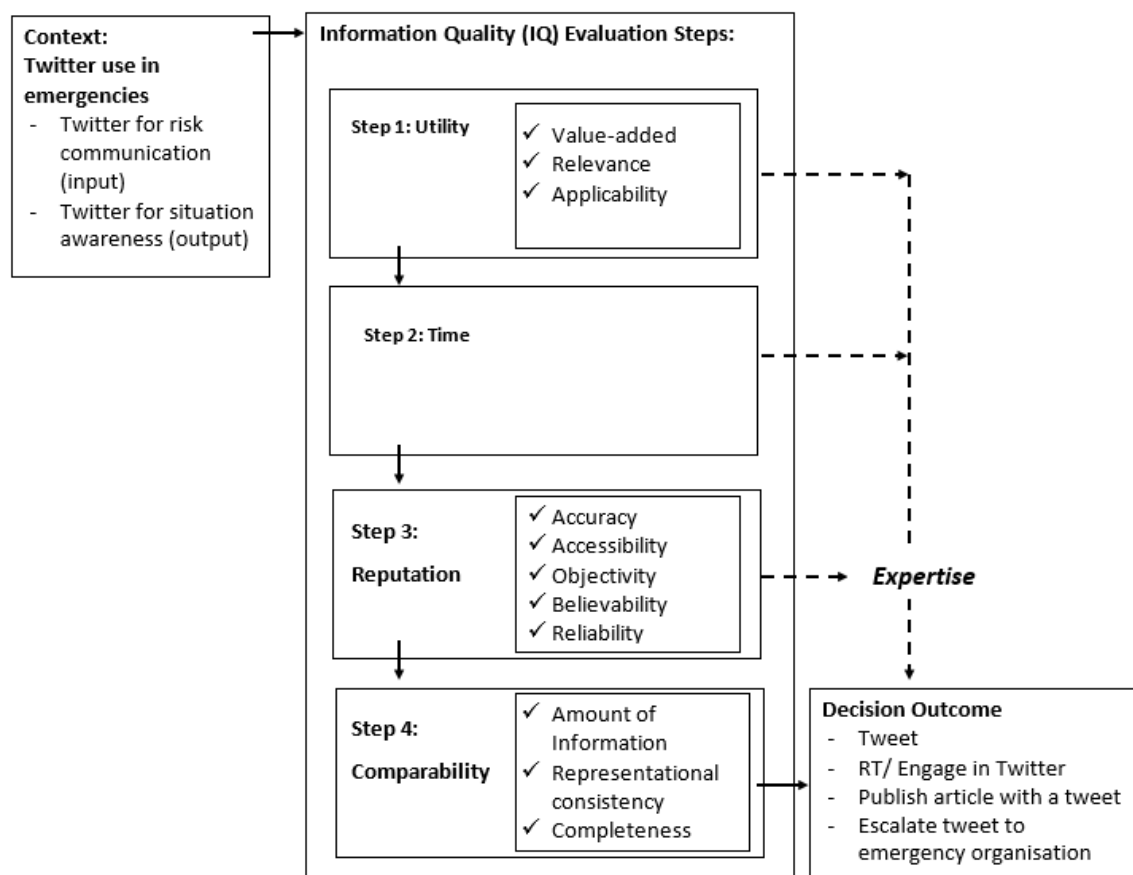 Context:
Twitter use in
emergencies
- Twitter for risk
communication
(input)
- Twitter for situation
awareness (output)
Information Quality (IQ) Evaluation Steps:
Step 1: Utility
✓ Value-added
✓ Relevance
✓ Applicability
Step 2: Time
Step 3:
Reputation
✓ Accuracy
✓ Accessibility
✓ Objectivity
✓ Believability
✓ Reliability
Expertise
Step 4:
Comparability
✓ Amount of
Information
✓ Representational
consistency
✓ Completeness
Decision Outcome
- Tweet
- RT/ Engage in Twitter
- Publish article with a tweet
- Escalate tweet to
emergency organisation